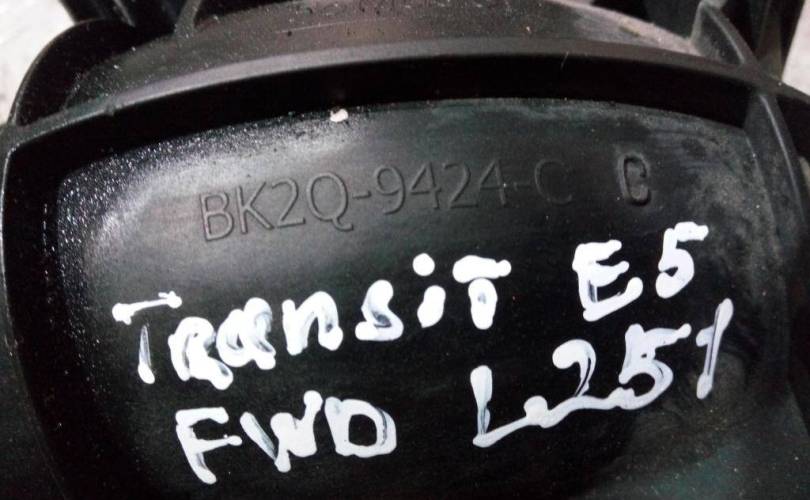 BK2Q-9424-C C
Transit E5
FWD L251